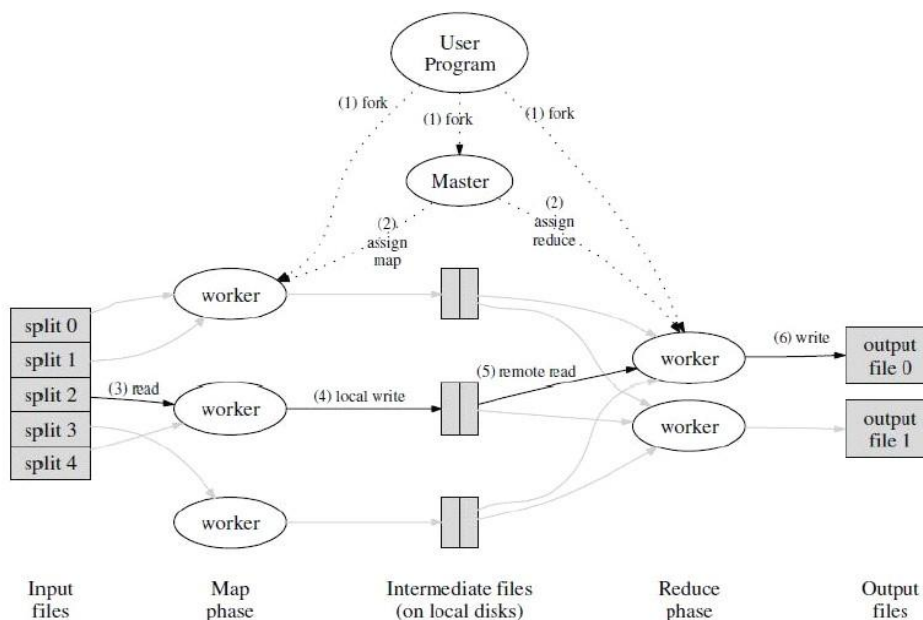 User
Program
(1) fork
(1) fork
(1) fork
Master
(2)
assign
map
(2)
assign
reduce
worker
split 0
split 1
split 2
split 3
split 4
(3) read
worker
(4) local write
(5) remote read
worker
(6) write
output
file 0
worker
output
file 1
worker
Input
files
Map
phase
Intermediate files
(on local disks)
Reduce
phase
Output
files